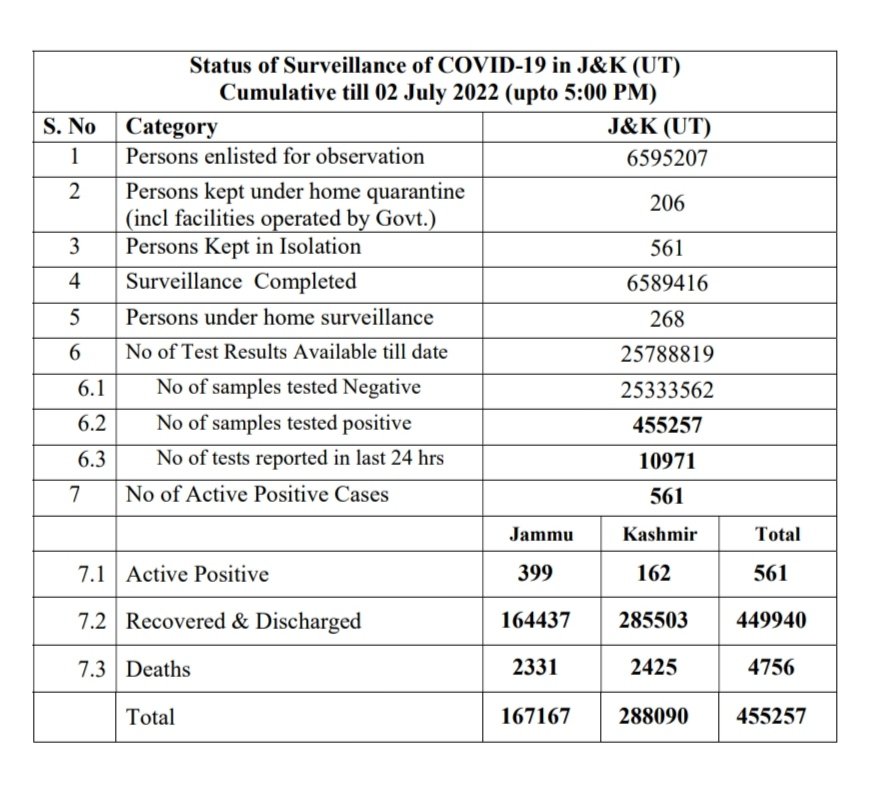 Status of Surveillance of COVID-19 in J&K (UT)
Cumulative till 02 July 2022 (upto 5:00 PM)
S. No Category J&K (UT)
1 Persons enlisted for observation 6595207
2 Persons kept under home quarantine
(incl facilities operated by Govt.) 206
3 Persons Kept in Isolation 561
4 Surveillance Completed 6589416
5 Persons under home surveillance 268
6 No of Test Results Available till date 25788819
6.1 No of samples tested Negative 25333562
6.2 No of samples tested positive 455257
6.3 No of tests reported in last 24 hrs 10971
7 No of Active Positive Cases 561
Jammu Kashmir Total
7.1 Active Positive 399 162 561
7.2 Recovered & Discharged 164437 285503 449940
7.3 Deaths 2331 2425 4756
Total 167167 288090 455257